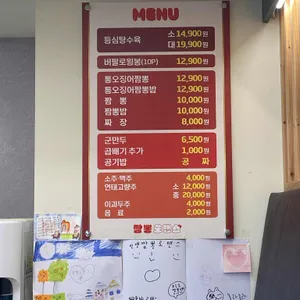 MENU
등심탕수육 소 14,900원
대 19,900원
버팔로윙봉(10P) 12,900원
통오징어짬뽕 12,900원
통오징어짬뽕밥 12,900원
짬 뽕 10,000원
짬뽕밥 10,000원
짜 장 8,000원
군만두 6,500원
곱배기 추가 1,000원
공기밥 공 짜
소주·맥주 4,000원
연태고량주 소 12,000원
중 20,000원
이과두주 4,000원
음 료 2,000원
짬뽕